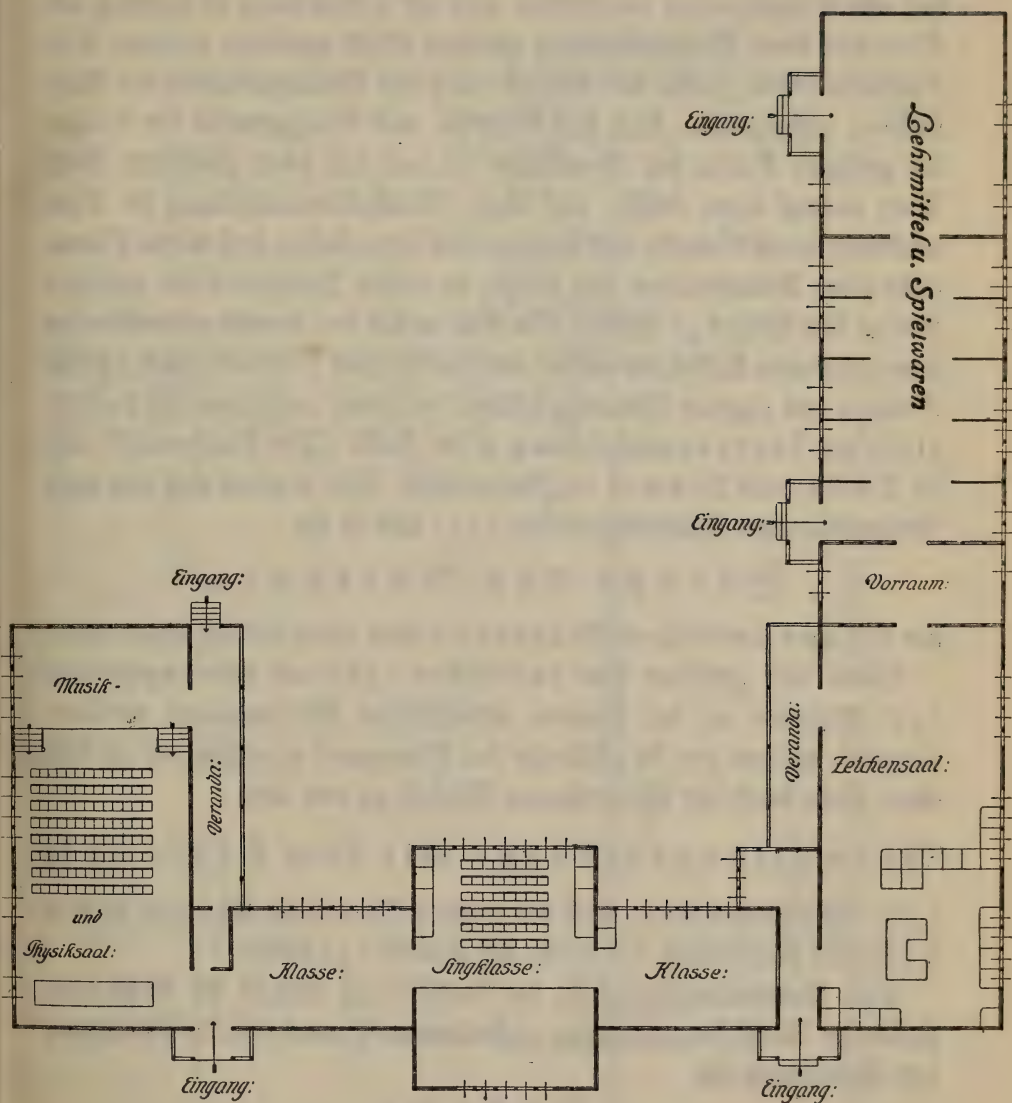 Eingang:
Lehrmittel u. Spielwaren
Eingang:
Vorraum:
Eingang:
Musik-
Veranda:
Veranda:
Zeichensaal:
und
Physiksaal:
Klasse:
Singklasse:
Klasse:
Eingang:
Eingang: